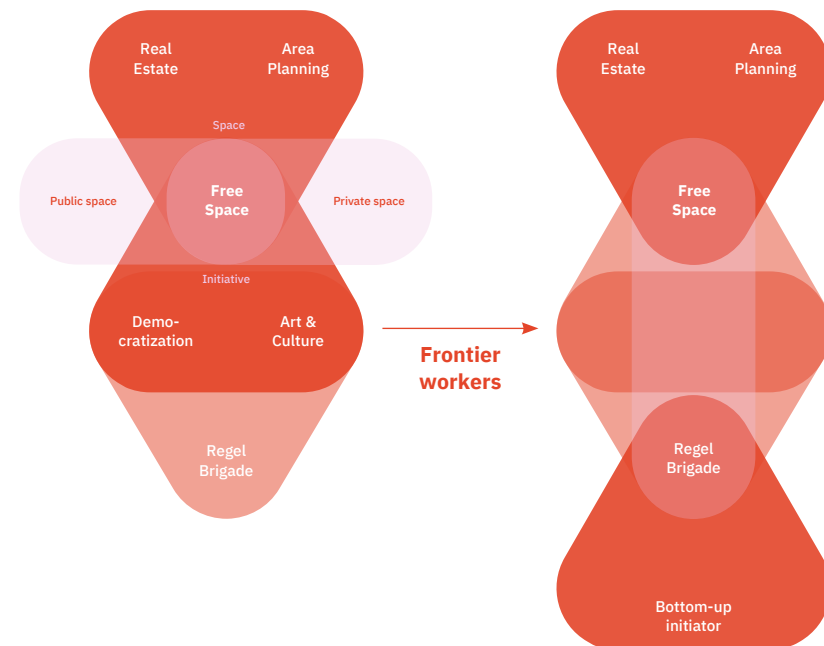 Real
Estate
Area
Planning
Space
Public space
Free
Space
Private space
Initiative
Demo-
cratization
Art &
Culture
Regel
Brigade
Frontier
workers
Real
Estate
Area
Planning
Free
Space
Regel
Brigade
Bottom-up
initiator